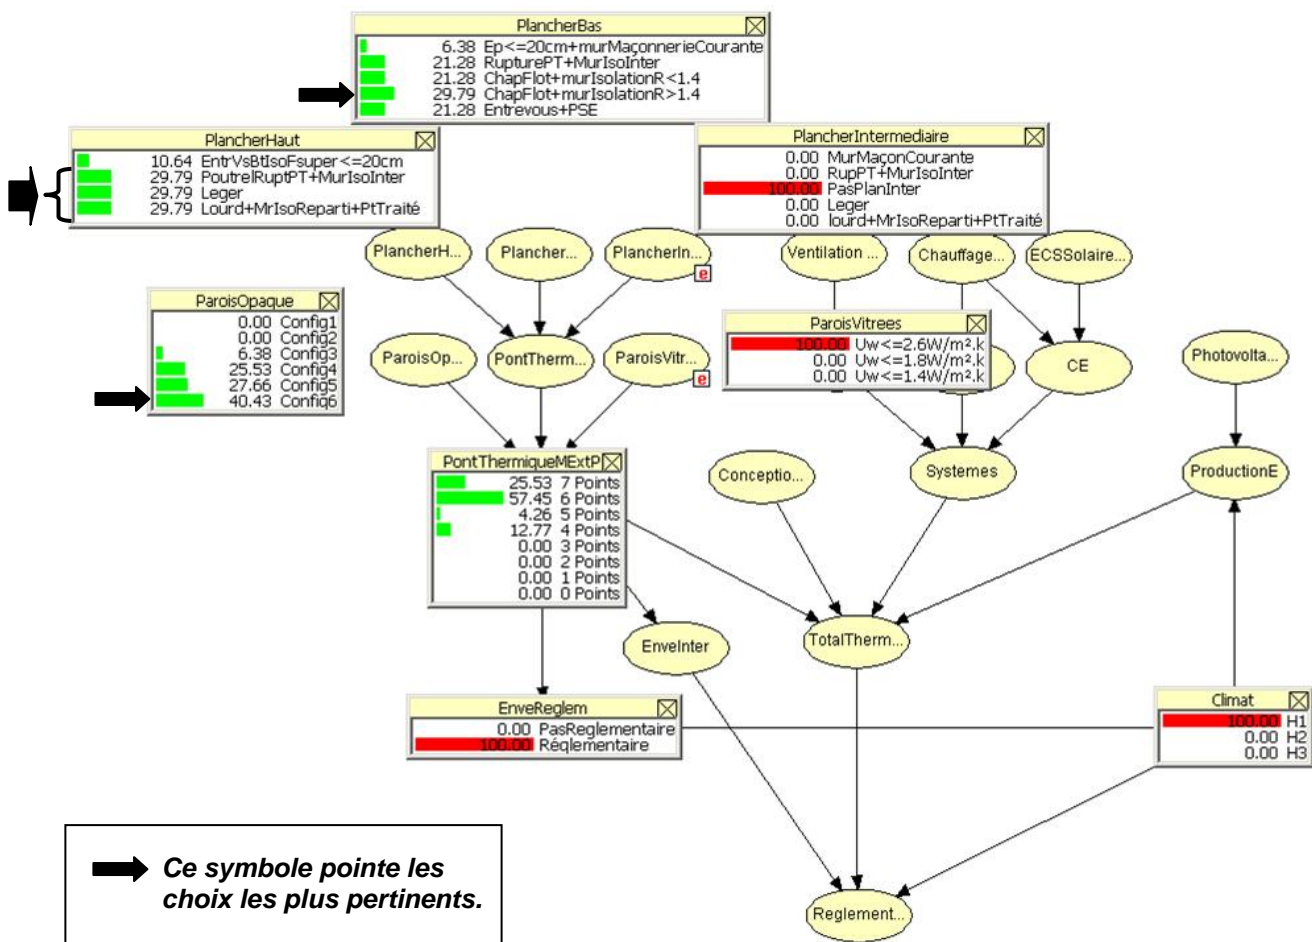 PlancherBas
6.38 Ep<=20cm+murMaçonnerieCourante
21.28 RupturePT+MurIsoInter
21.28 ChapFlot+murIsolationR<1.4
29.79 ChapFlot+murIsolationR>1.4
21.28 Entrevous+PSE
PlancherHaut
10.64 EntrVsBtIsoFsuper<=20cm
29.79 PoutrelRuptPT+MurIsoInter
29.79 Leger
29.79 Lourd+MrIsoReparti+PtTraité
PlancherIntermediaire
0.00 MurMaçonCourante
0.00 RupPT+MurIsoInter
100.00 PasPlanInter
0.00 Leger
0.00 lourd+MrIsoReparti+PtTraité
PlancherH...
Plancher...
PlancherIn...
e
Ventilation ...
Chauffage...
ECSSolaire...
ParoisOpaque
0.00 Config1
0.00 Config2
6.38 Config3
25.53 Config4
27.66 Config5
40.43 Config6
ParoisOp...
PontTherm...
ParoisVitr...
e
ParoisVitrees
100.00 Uw<=2.6W/m².k
0.00 Uw<=1.8W/m².k
0.00 Uw<=1.4W/m².k
CE
Photovolta...
PontThermiqueMExtP
25.53 7 Points
57.45 6 Points
4.26 5 Points
12.77 4 Points
0.00 3 Points
0.00 2 Points
0.00 1 Points
0.00 0 Points
Conceptio...
Systemes
ProductionE
EnveInter
TotalTherm...
EnveReglem
0.00 PasReglementaire
100.00 Réglementaire
Climat
100.00 H1
0.00 H2
0.00 H3
Ce symbole pointe les
choix les plus pertinents.
Reglement...